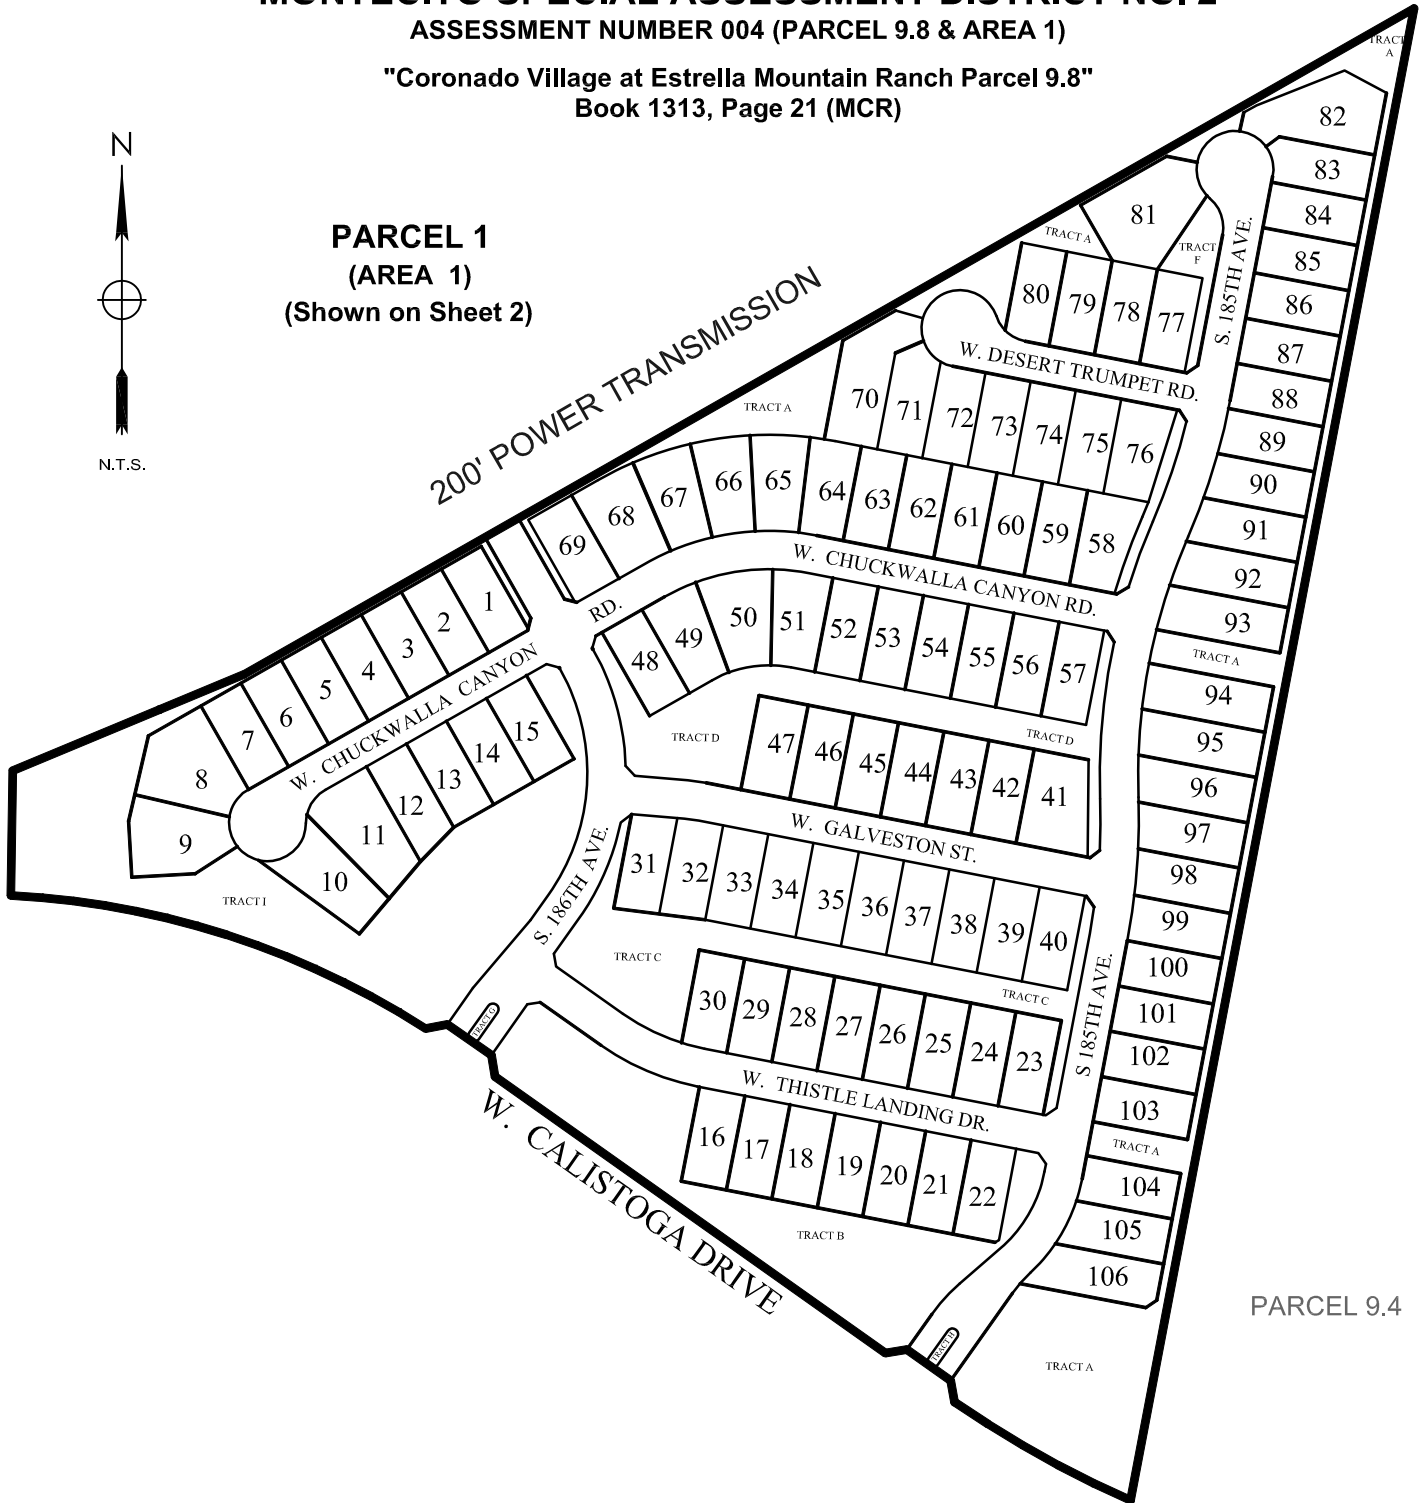 MONTECITO SPECIAL ASSESSMENT DISTRICT NO. 2
ASSESSMENT NUMBER 004 (PARCEL 9.8 & AREA 1)
"Coronado Village at Estrella Mountain Ranch Parcel 9.8"
Book 1313, Page 21 (MCR)
N
N.T.S.
PARCEL 1
(AREA 1)
(Shown on Sheet 2)
200' POWER TRANSMISSION
TRACT
A
82
83
84
85
86
87
88
89
90
91
92
93
TRACT A
94
95
96
97
98
99
100
101
102
103
TRACT A
104
105
106
TRACT A
PARCEL 9.4
S. 185TH AVE.
81
TRACT A
TRACT
F
80
79
78
77
W. DESERT TRUMPET RD.
TRACT A
70
71
72
73
74
75
76
69
68
67
66
65
64
63
62
61
60
59
58
W. CHUCKWALLA CANYON RD.
RD.
48
49
50
51
52
53
54
55
56
57
TRACT D
TRACT D
47
46
45
44
43
42
41
W. GALVESTON ST.
1
2
3
4
5
6
7
8
9
W. CHUCKWALLA CANYON
10
11
12
13
14
15
TRACT I
S. 186TH AVE.
31
32
33
34
35
36
37
38
39
40
TRACT C
TRACT C
S 185TH AVE.
30
29
28
27
26
25
24
23
W. THISTLE LANDING DR.
16
17
18
19
20
21
22
TRACT B
TRACT G
TRACT H
W. CALISTOGA DRIVE